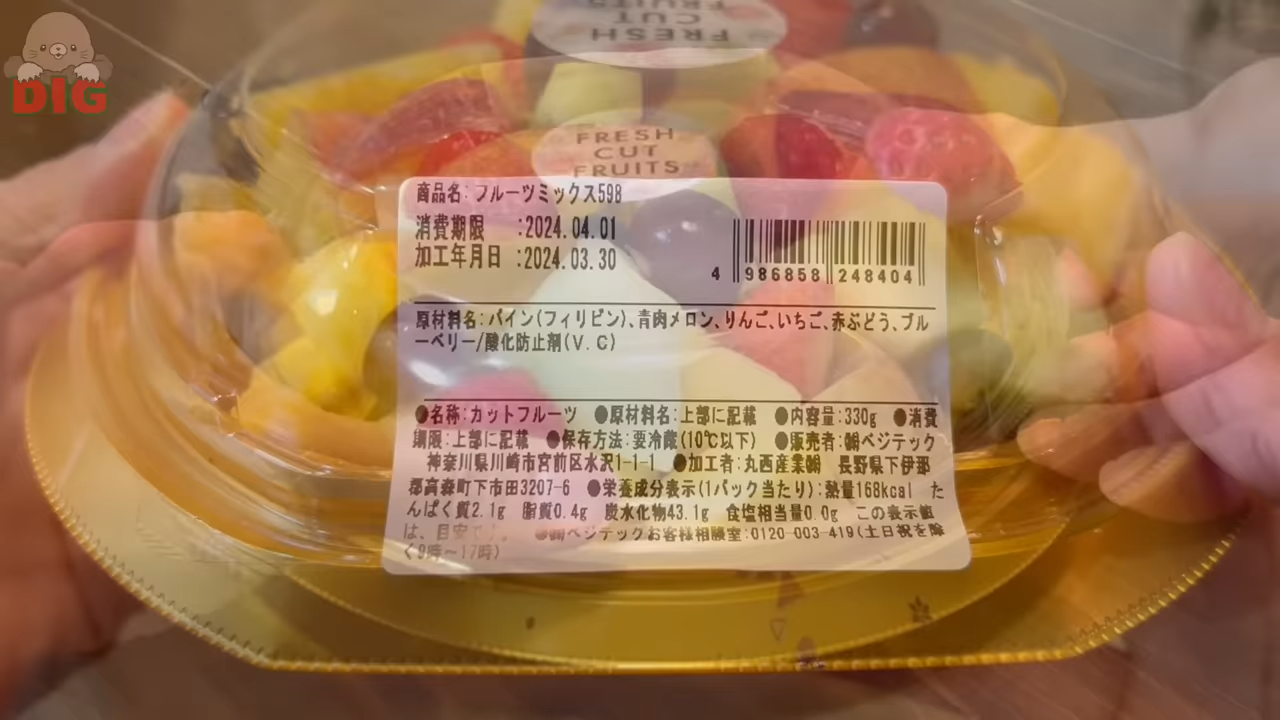 DIG
FRESH
CUT
FRUITS
FRESH
CUT
FRUITS
商品名:フルーツミックス598
消費期限 :2024.04.01
加工年月日 :2024.03.30
4 986858 248404
原材料名:パイン(フィリピン)、青肉メロン、りんご、いちご、赤ぶどう、ブル
ーベリー/酸化防止剤(V.C)
●名称:カットフルーツ ●原材料名:上部に記載 ●内容量:330g ●消費
期限:上部に記載 ●保存方法:要冷蔵(10℃以下) ●販売者:㈱ベジテック
神奈川県川崎市宮前区水沢1-1-1 ●加工者:丸西産業㈱ 長野県下伊那
郡高森町下市田3207-6 ●栄養成分表示(1パック当たり):熱量168kcal た
んぱく質2.1g 脂質0.4g 炭水化物43.1g 食塩相当量0.0g この表示値
は、目安です。 ●㈱ベジテックお客様相談室:0120-003-419(土日祝を除
く9時～17時)